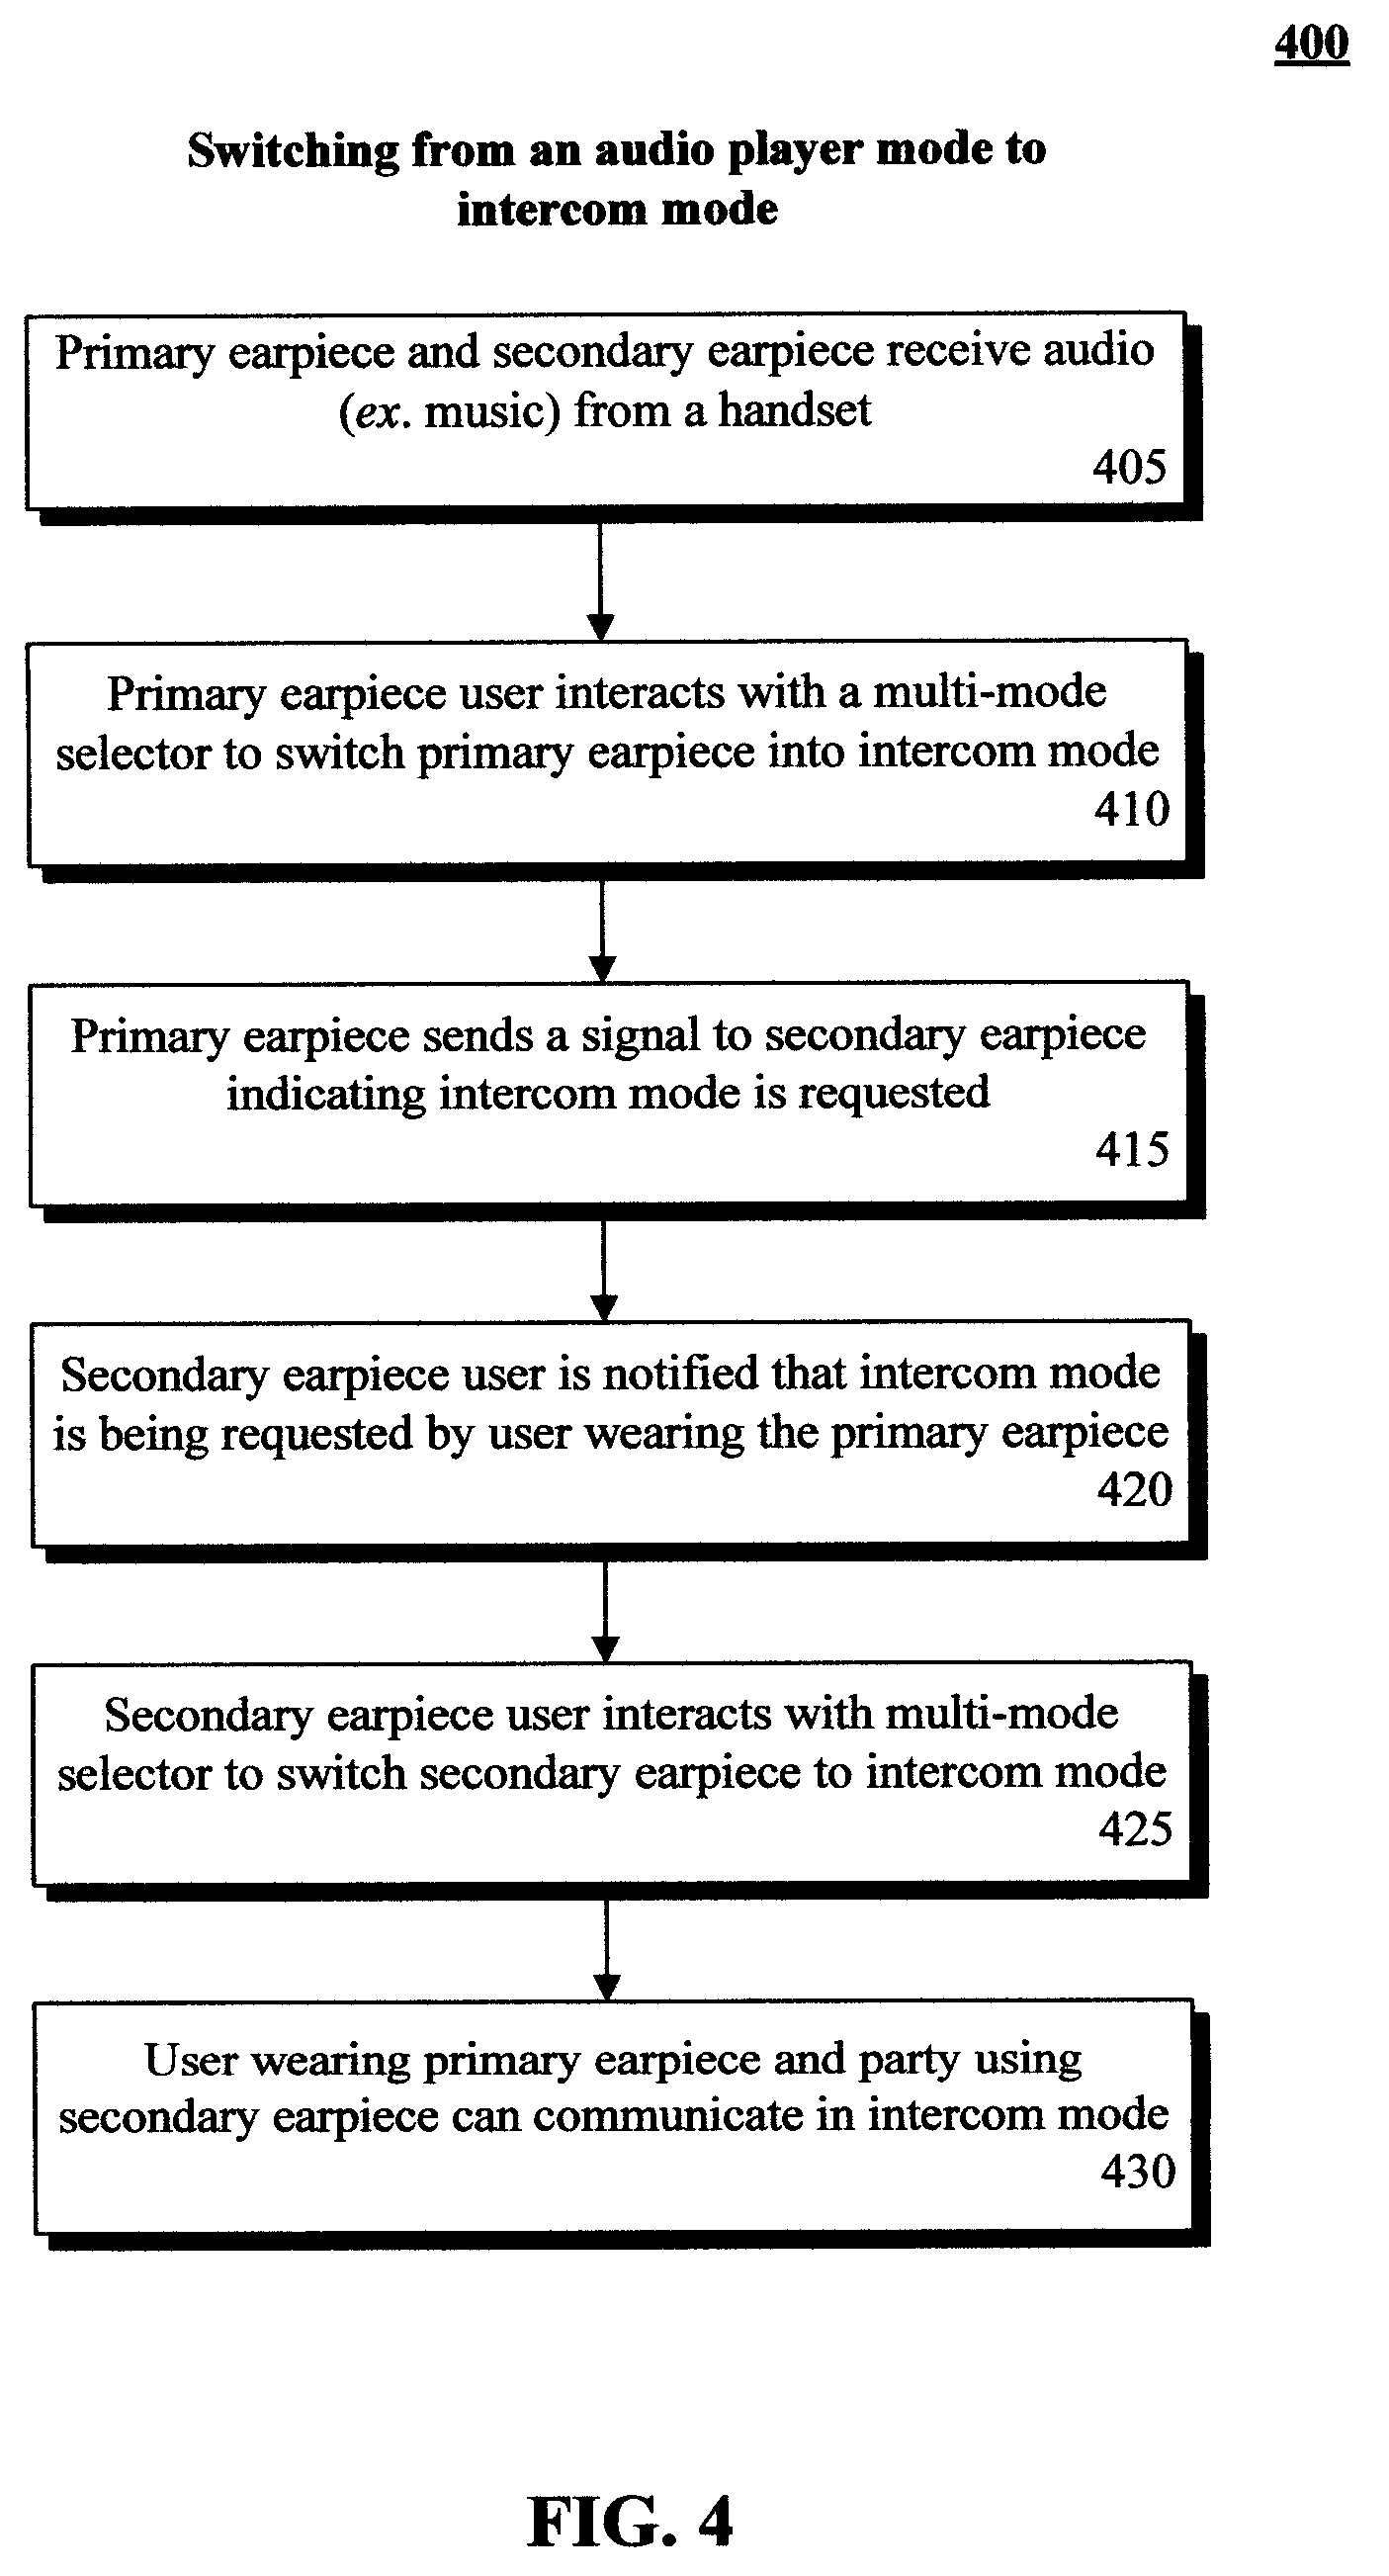 400
Switching from an audio player mode to
intercom mode
Primary earpiece and secondary earpiece receive audio
(ex. music) from a handset
405
Primary earpiece user interacts with a multi-mode
selector to switch primary earpiece into intercom mode
410
Primary earpiece sends a signal to secondary earpiece
indicating intercom mode is requested
415
Secondary earpiece user is notified that intercom mode
is being requested by user wearing the primary earpiece
420
Secondary earpiece user interacts with multi-mode
selector to switch secondary earpiece to intercom mode
425
User wearing primary earpiece and party using
secondary earpiece can communicate in intercom mode
430
FIG. 4